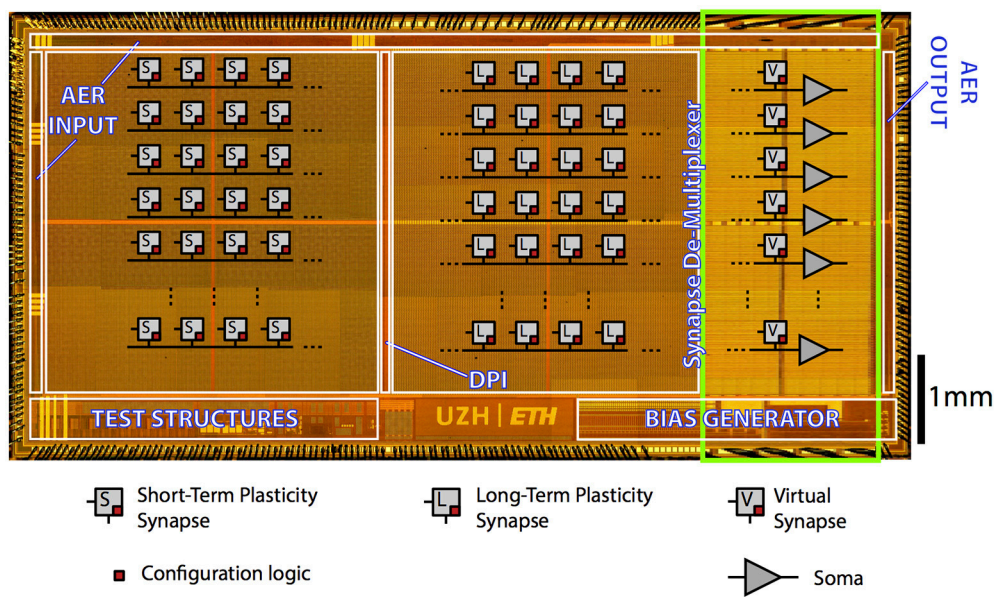 AER
INPUT
S S S S
S S S S
S S S S
S S S S
S S S S
S S S S
L L L L
L L L L
L L L L
L L L L
L L L L
L L L L
V
V
V
V
V
V
Synapse De-Multiplexer
AER
OUTPUT
DPI
TEST STRUCTURES
UZH | ETH
BIAS GENERATOR
1mm
S Short-Term Plasticity
Synapse
L Long-Term Plasticity
Synapse
V Virtual
Synapse
Configuration logic
Soma